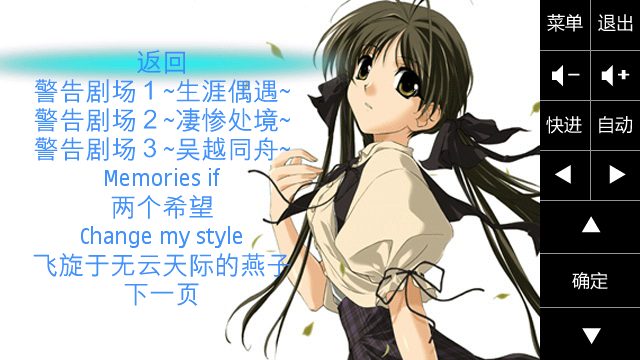 返回
警告剧场１~生涯偶遇~
警告剧场２~凄惨处境~
警告剧场３~吴越同舟~
Memories if
两个希望
Change my style
飞旋于无云天际的燕子
下一页
菜单 退出
快进 自动
确定